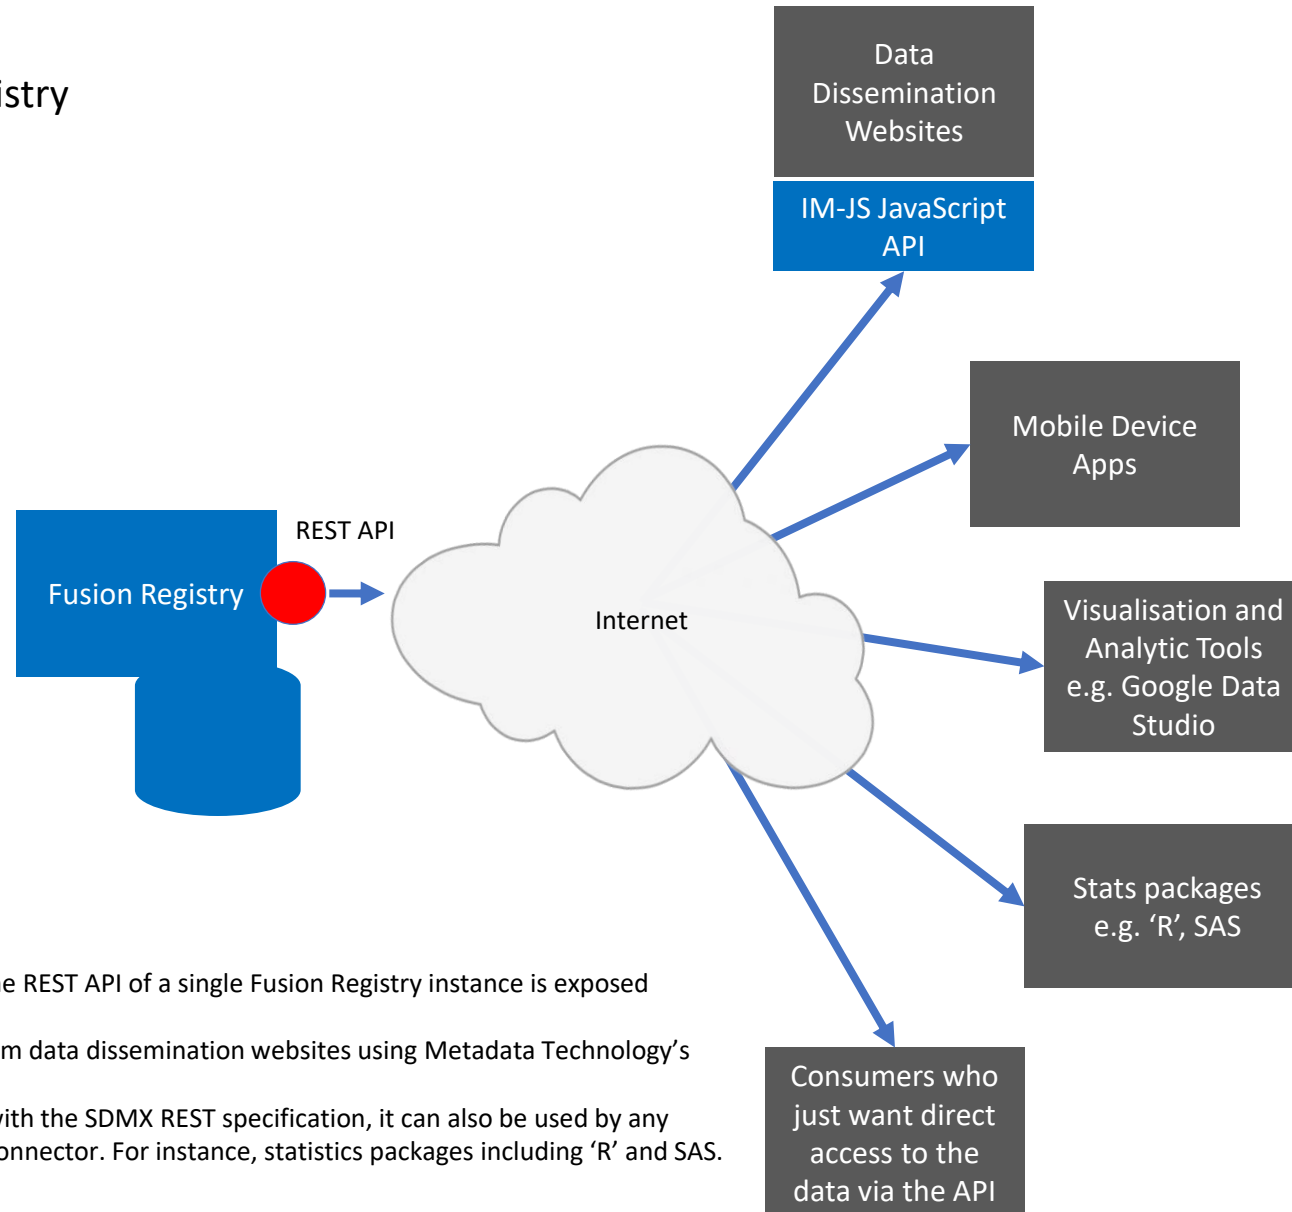 Data
Dissemination
Websites
istry
IM-JS JavaScript
API
Mobile Device
Apps
REST API
Fusion Registry
Internet
Visualisation and
Analytic Tools
e.g. Google Data
Studio
Stats packages
e.g. ‘R’, SAS
e REST API of a single Fusion Registry instance is exposed
m data dissemination websites using Metadata Technology’s
with the SDMX REST specification, it can also be used by any
onnector. For instance, statistics packages including ‘R’ and SAS.
Consumers who
just want direct
access to the
data via the API